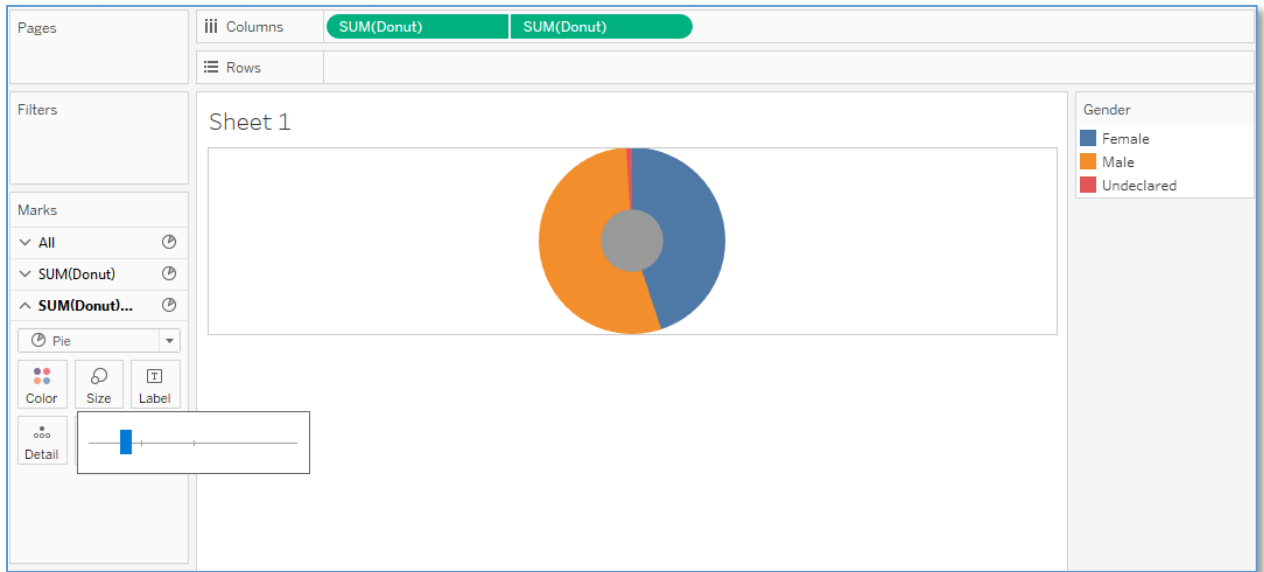 Pages
Columns
SUM(Donut) SUM(Donut)
Rows
Filters
Sheet 1
Gender
Female
Male
Undeclared
Marks
All
SUM(Donut)
SUM(Donut)...
Pie
Color Size Label
Detail